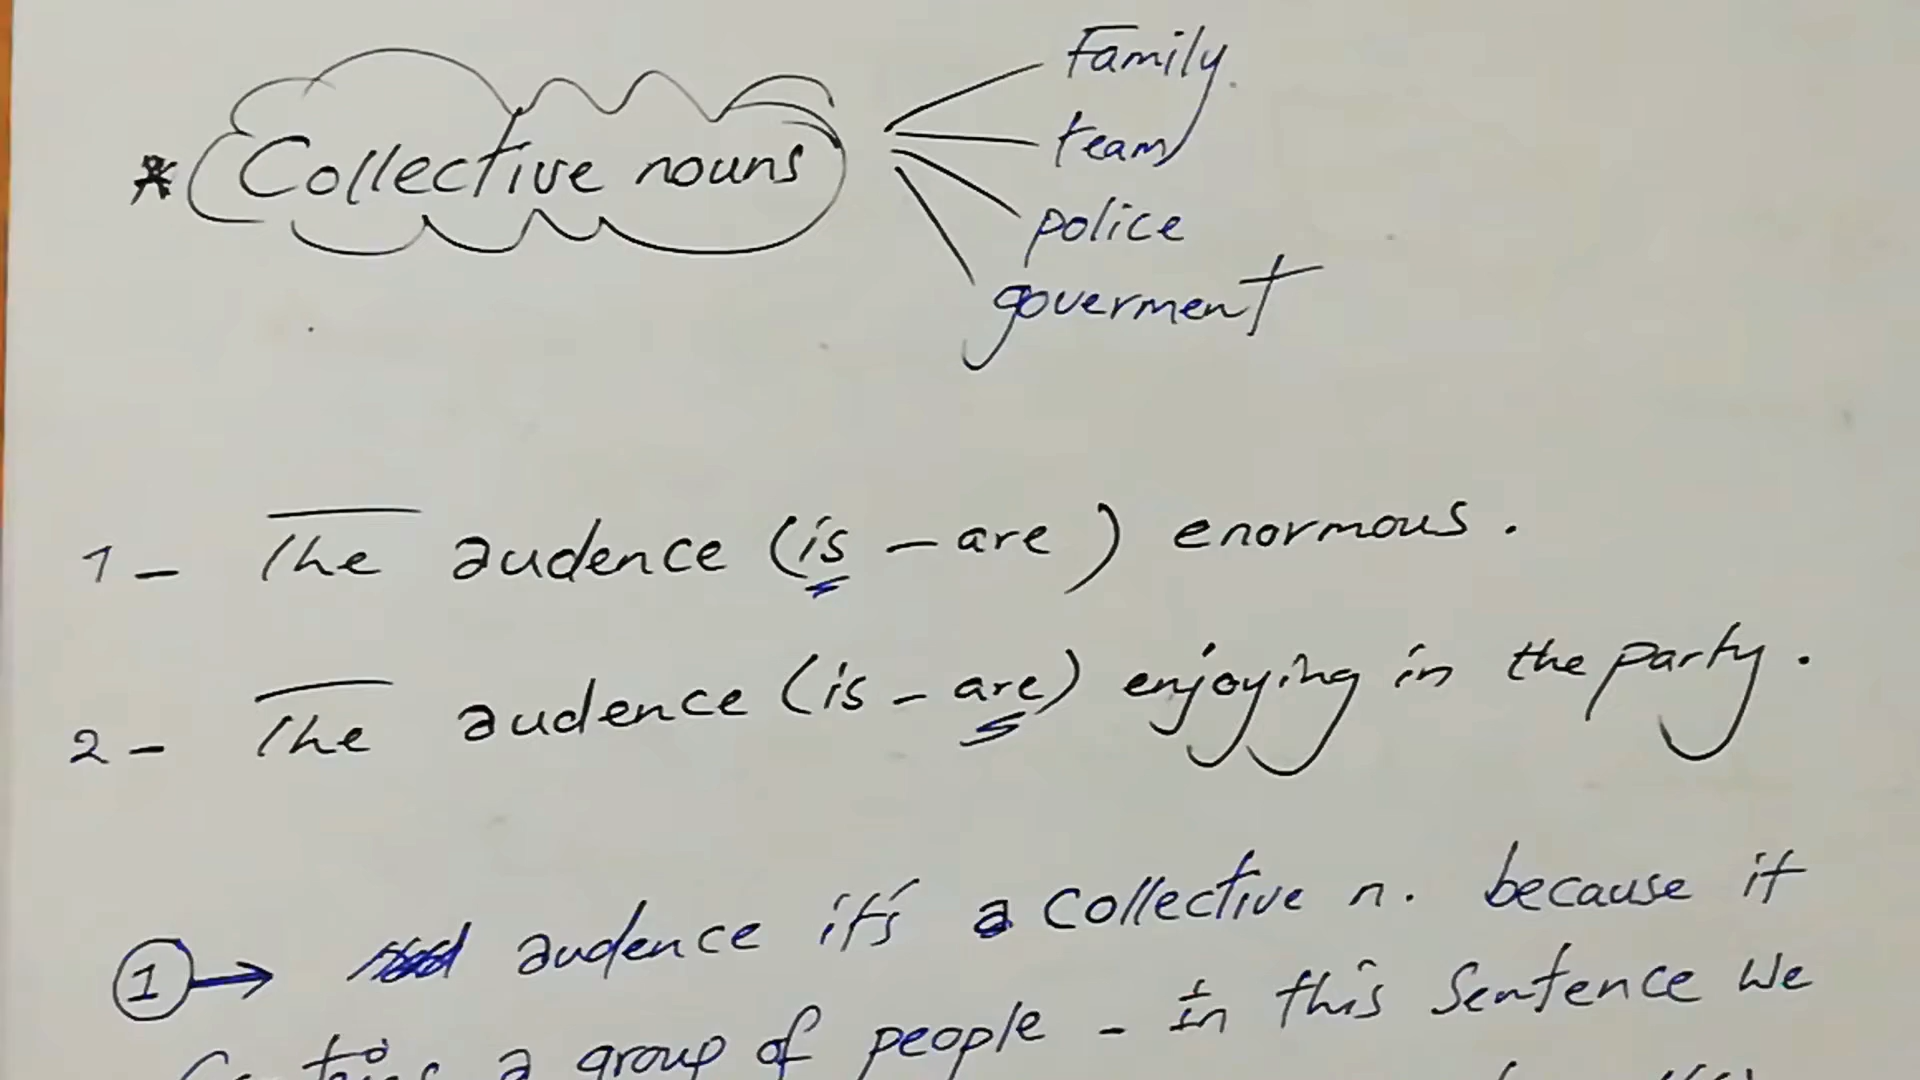 Family
team
* Collective nouns
police
goverment
1- The audence (is - are) enormous.
2- The audence (is - are) enjoying in the party.
1 → audence it's a collective n. because it
a group of people - in this sentence we